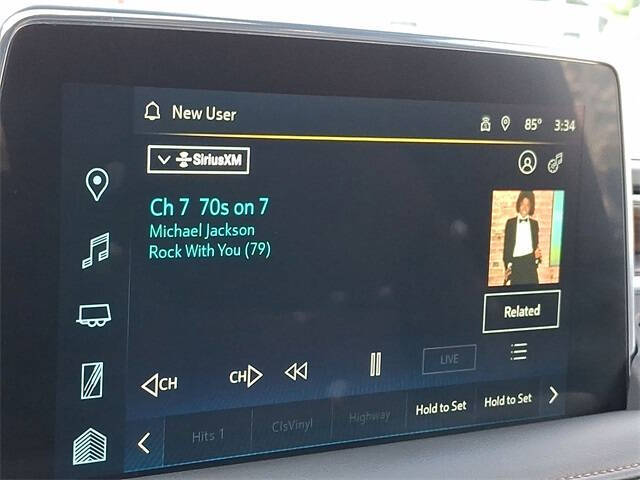 New User
85° 3:34
SiriusXM
Ch 7 70s on 7
Michael Jackson
Rock With You (79)
Related
CH CH LIVE
Hits 1 ClsVinyl Highway Hold to Set Hold to Set